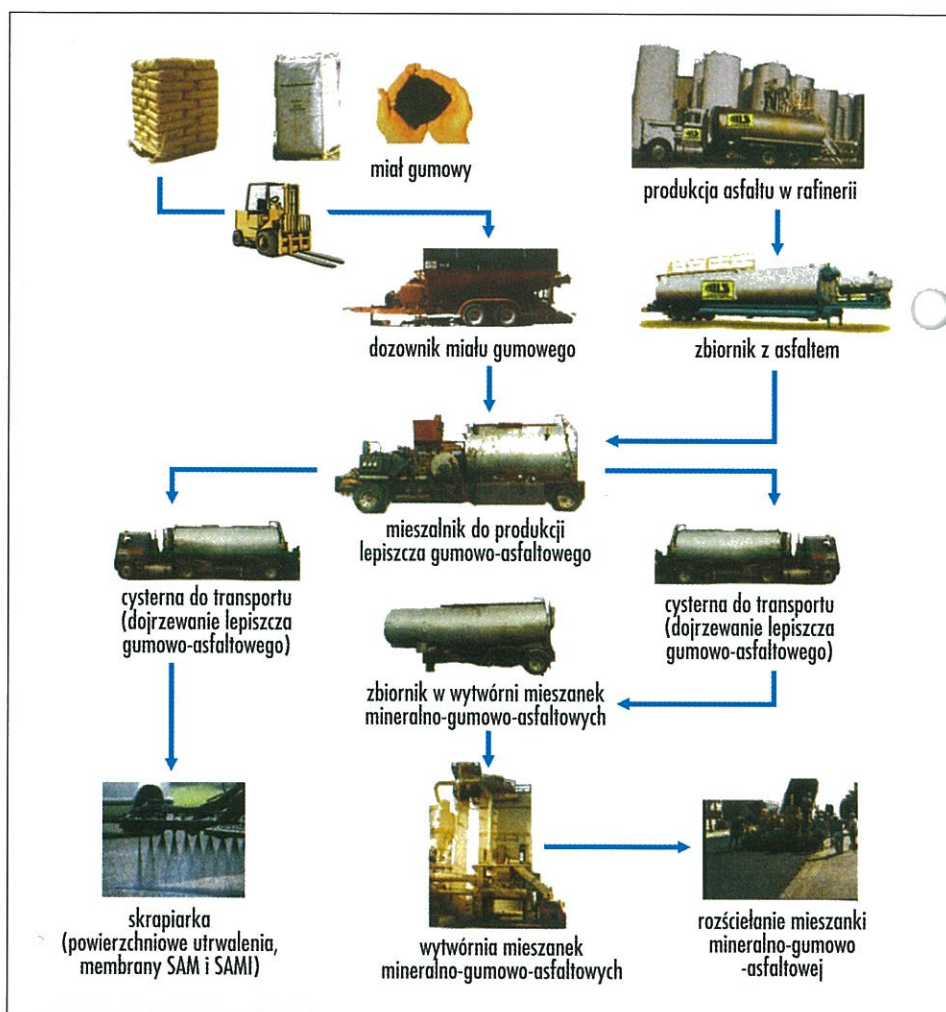 miał gumowy
produkcja asfaltu w rafinerii
dozownik miału gumowego
zbiornik z asfaltem
mieszalnik do produkcji
lepiszcza gumowo-asfaltowego
cysterna do transportu
(dojrzewanie lepiszcza
gumowo-asfaltowego)
cysterna do transportu
(dojrzewanie lepiszcza
gumowo-asfaltowego)
zbiornik w wytwórni mieszanek
mineralno-gumowo-asfaltowych
skrapiarka
(powierzchniowe utrwalenia,
membrany SAM i SAMI)
wytwórnia mieszanek
mineralno-gumowo-asfaltowych
rozściełanie mieszanki
mineralno-gumowo
-asfaltowej